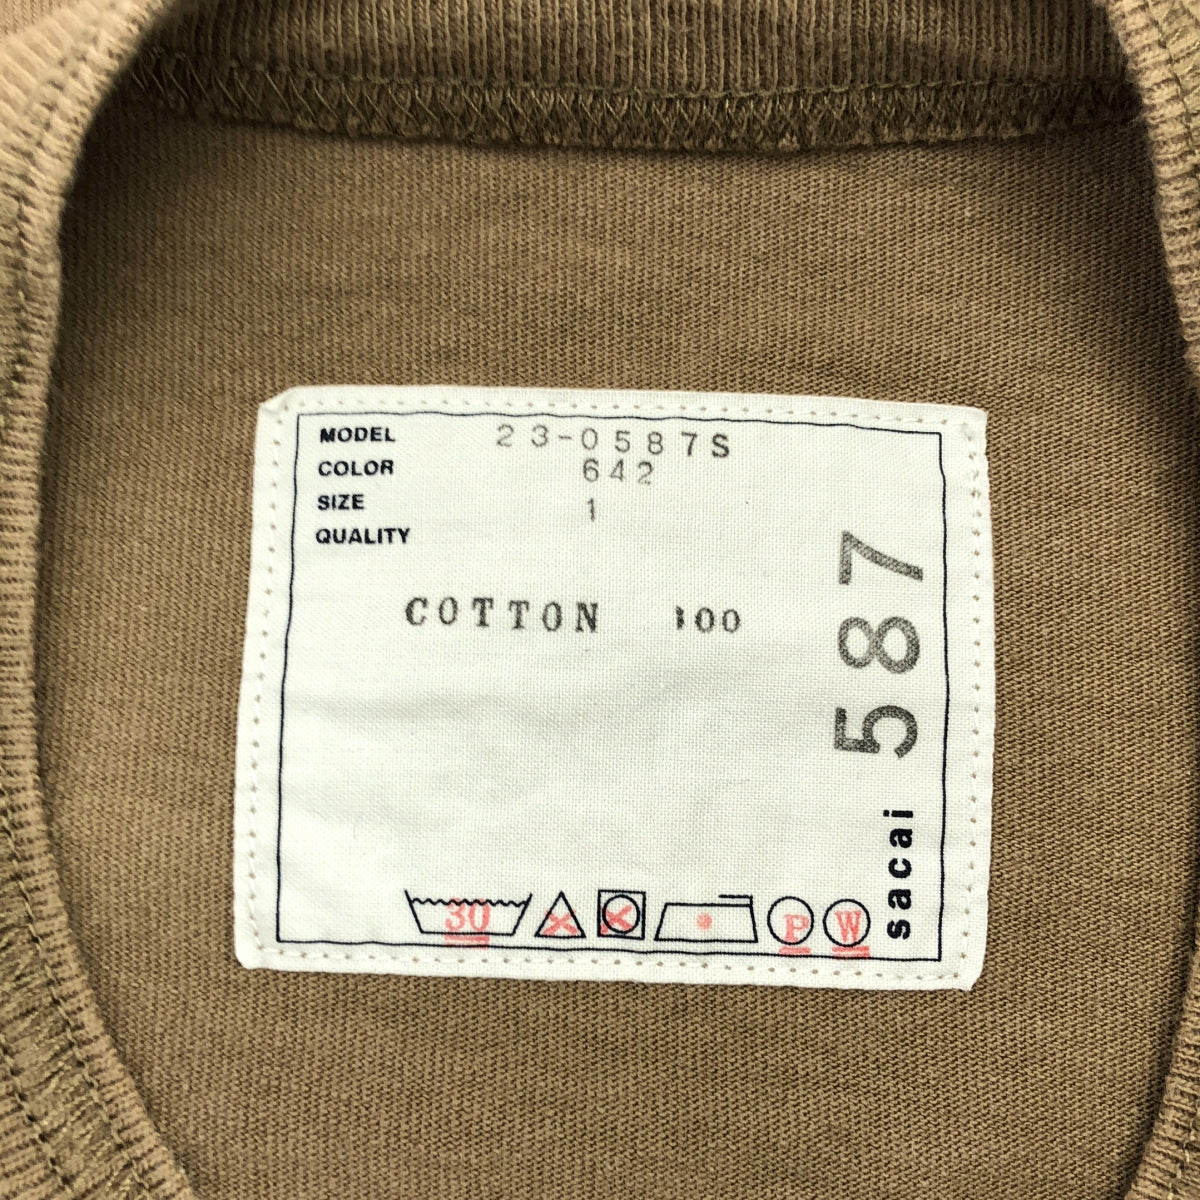 MODEL 23-0587S
COLOR 642
SIZE 1
QUALITY
COTTON 100
sacai 587
30
P
W